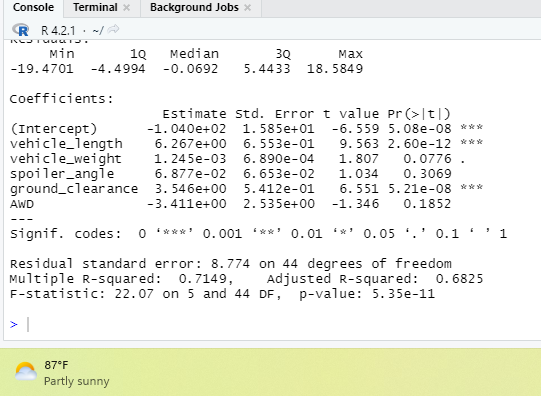 Console Terminal × Background Jobs ×
R R 4.2.1 · ~/
Residuals:
     Min       1Q   Median       3Q      Max
-19.4701  -4.4994  -0.0692   5.4433  18.5849
Coefficients:
                   Estimate Std. Error t value Pr(>|t|)
(Intercept)      -1.040e+02  1.585e+01  -6.559 5.08e-08 ***
vehicle_length    6.267e+00  6.553e-01   9.563 2.60e-12 ***
vehicle_weight    1.245e-03  6.890e-04   1.807   0.0776 .
spoiler_angle     6.877e-02  6.653e-02   1.034   0.3069
ground_clearance  3.546e+00  5.412e-01   6.551 5.21e-08 ***
AWD              -3.411e+00  2.535e+00  -1.346   0.1852
---
Signif. codes:  0 ‘***’ 0.001 ‘**’ 0.01 ‘*’ 0.05 ‘.’ 0.1 ‘ ’ 1
Residual standard error: 8.774 on 44 degrees of freedom
Multiple R-squared:  0.7149,    Adjusted R-squared:  0.6825
F-statistic: 22.07 on 5 and 44 DF,  p-value: 5.35e-11
>
87°F
Partly sunny